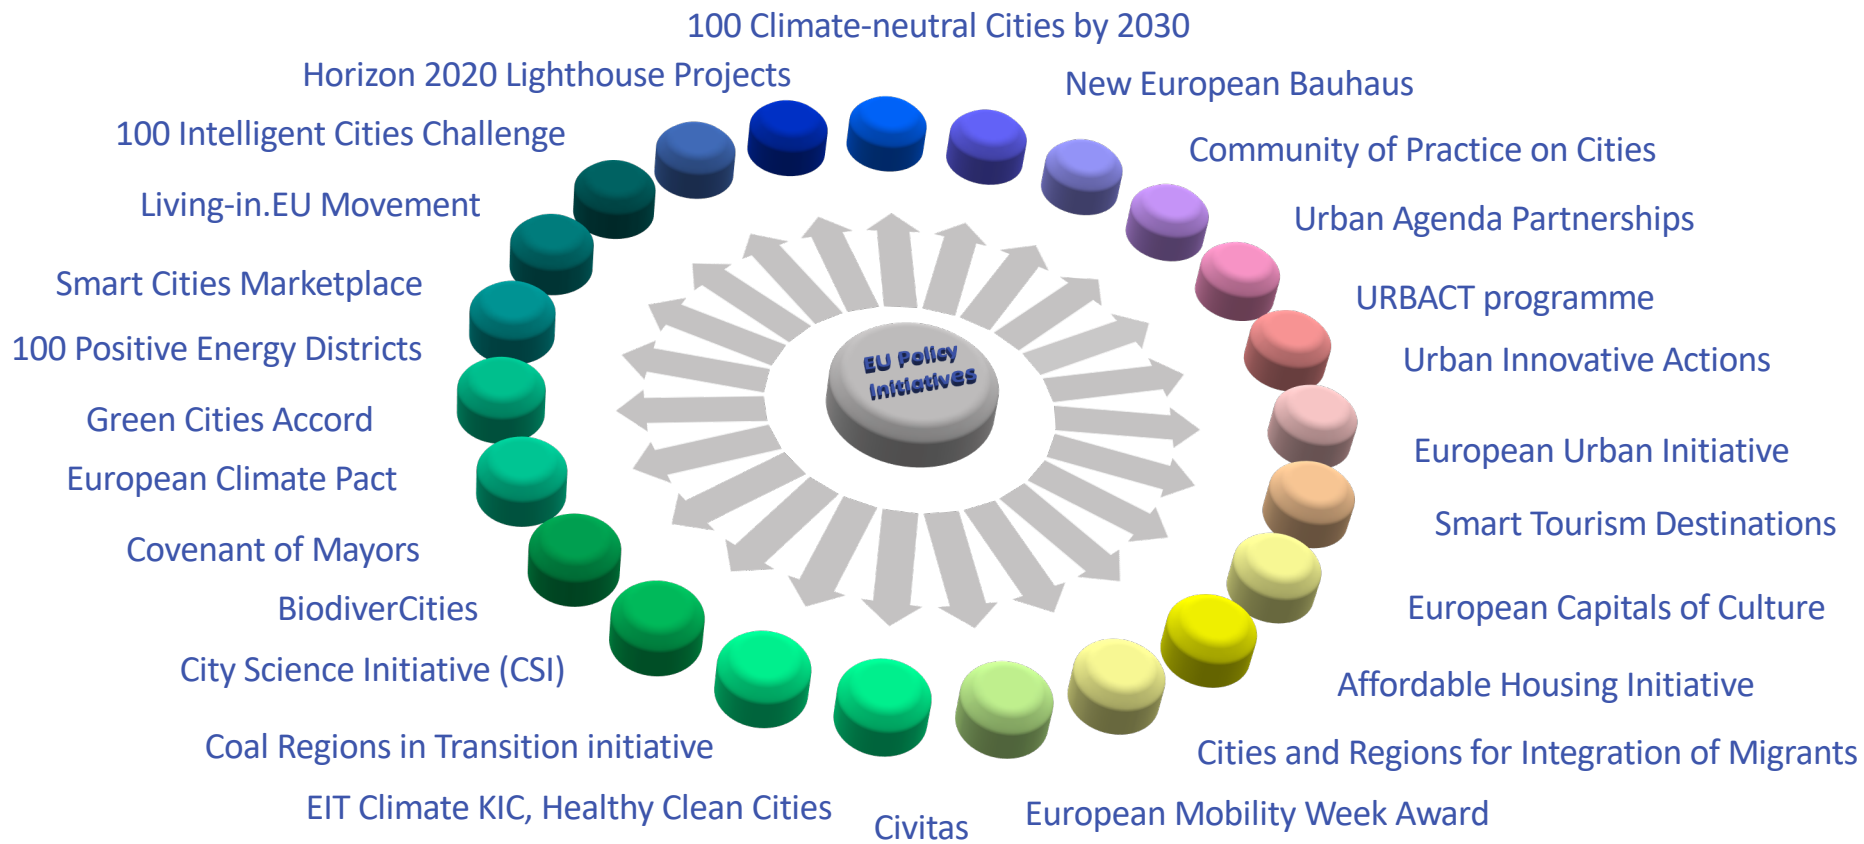 100 Climate-neutral Cities by 2030
Horizon 2020 Lighthouse Projects
New European Bauhaus
100 Intelligent Cities Challenge
Community of Practice on Cities
Living-in.EU Movement
Urban Agenda Partnerships
Smart Cities Marketplace
URBACT programme
100 Positive Energy Districts
Urban Innovative Actions
EU Policy
Initiatives
Green Cities Accord
European Urban Initiative
European Climate Pact
Smart Tourism Destinations
Covenant of Mayors
BiodiverCities
European Capitals of Culture
City Science Initiative (CSI)
Affordable Housing Initiative
Coal Regions in Transition initiative
Cities and Regions for Integration of Migrants
EIT Climate KIC, Healthy Clean Cities
Civitas
European Mobility Week Award